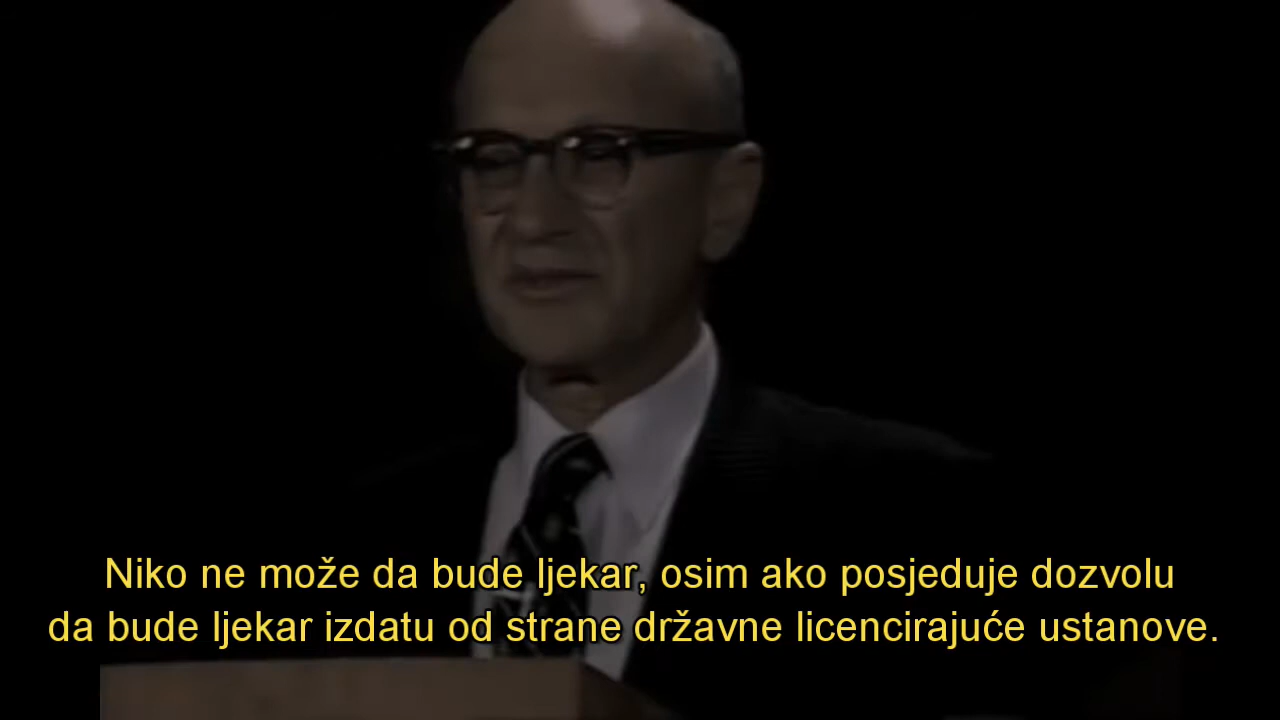 Niko ne može da bude ljekar, osim ako posjeduje dozvolu
da bude ljekar izdatu od strane državne licencirajuće ustanove.